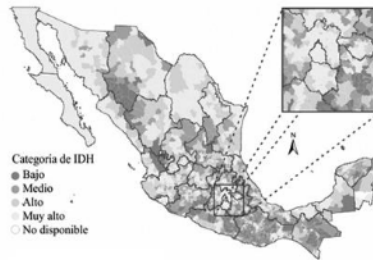 N
Categoría de IDH
Bajo
Medio
Alto
Muy alto
No disponible